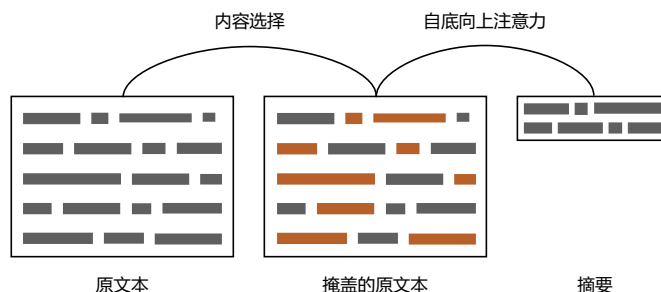 内容选择
自底向上注意力
原文本
掩盖的原文本
摘要